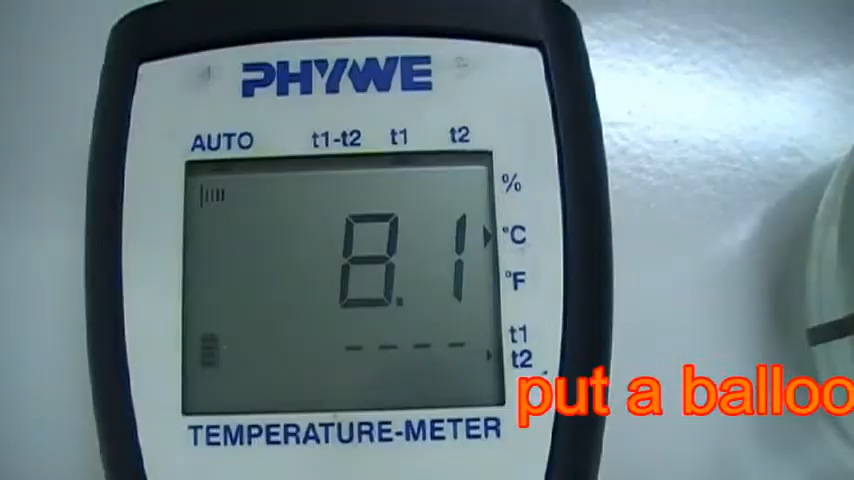 PHYWE
AUTO t1-t2 t1 t2
%
8.1 °C
°F
t1
---- t2
put a balloo
TEMPERATURE-METER